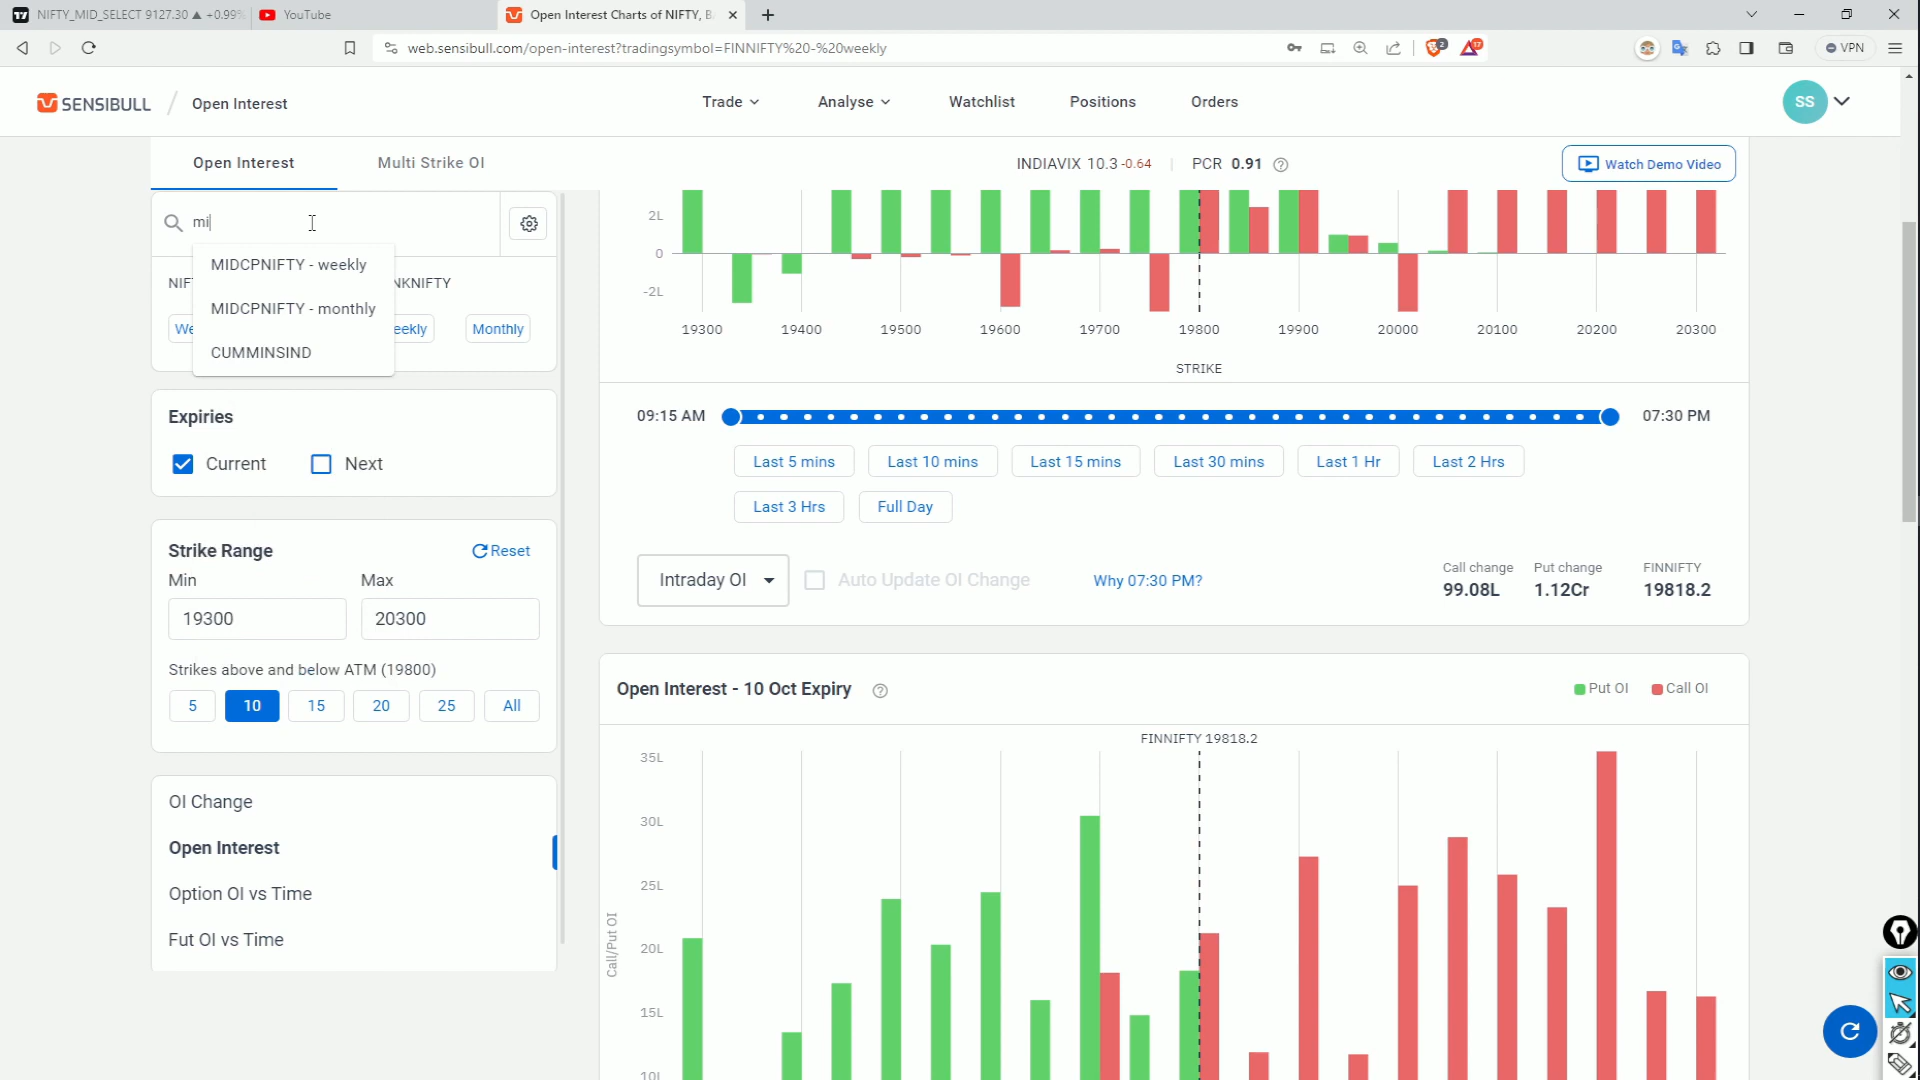 NIFTY_MID_SELECT 9127.30 ▲ +0.99%
YouTube
Open Interest Charts of NIFTY, B
web.sensibull.com/open-interest?tradingsymbol=FINNIFTY%20-%20weekly
2
17
VPN
SENSIBULL / Open Interest
Trade
Analyse
Watchlist
Positions
Orders
SS
Open Interest
Multi Strike OI
INDIAVIX 10.3 -0.64
PCR 0.91
Watch Demo Video
mi
MIDCPNIFTY - weekly
MIDCPNIFTY - monthly
CUMMINSIND
NIF
NKNIFTY
We
eekly
Monthly
Expiries
Current
Next
Strike Range
Reset
Min
Max
19300
20300
Strikes above and below ATM (19800)
5 10 15 20 25 All
OI Change
Open Interest
Option OI vs Time
Fut OI vs Time
2L
0
-2L
19300 19400 19500 19600 19700 19800 19900 20000 20100 20200 20300
STRIKE
09:15 AM
07:30 PM
Last 5 mins
Last 10 mins
Last 15 mins
Last 30 mins
Last 1 Hr
Last 2 Hrs
Last 3 Hrs
Full Day
Intraday OI
Auto Update OI Change
Why 07:30 PM?
Call change
99.08L
Put change
1.12Cr
FINNIFTY
19818.2
Open Interest - 10 Oct Expiry
Put OI
Call OI
FINNIFTY 19818.2
35L
30L
25L
20L
15L
10L
Call/Put OI